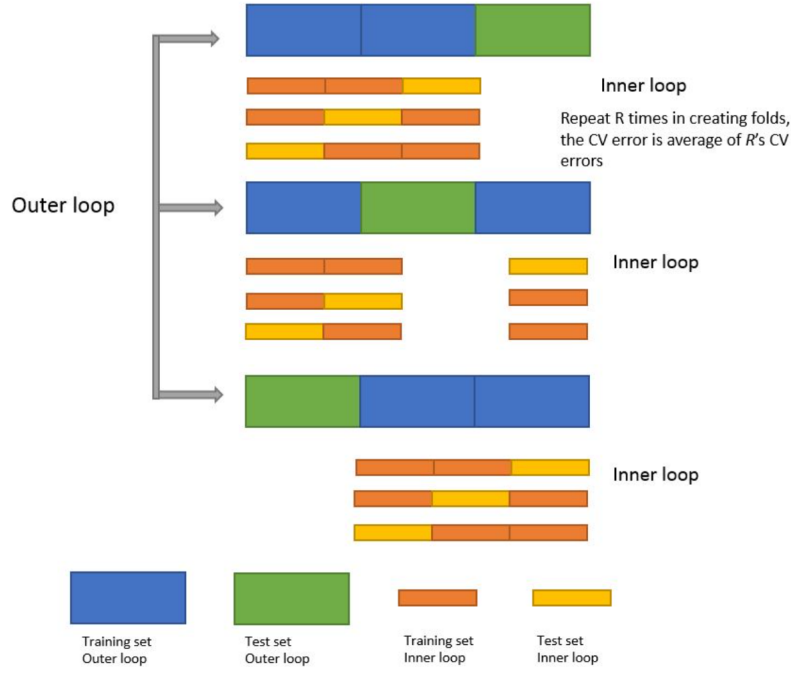 Inner loop
Repeat R times in creating folds,
the CV error is average of R's CV
errors
Outer loop
Inner loop
Inner loop
Training set
Outer loop
Test set
Outer loop
Training set
Inner loop
Test set
Inner loop